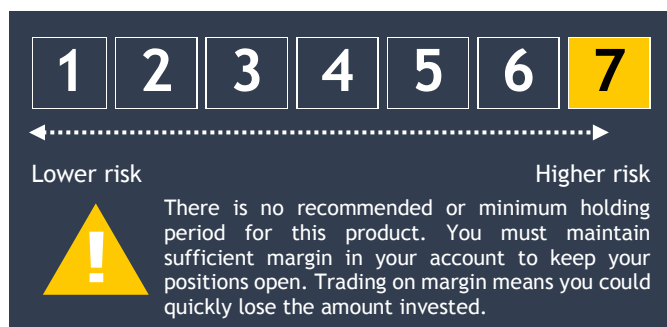 1 2 3 4 5 6 7
Lower risk Higher risk
!
There is no recommended or minimum holding
period for this product. You must maintain
sufficient margin in your account to keep your
positions open. Trading on margin means you could
quickly lose the amount invested.